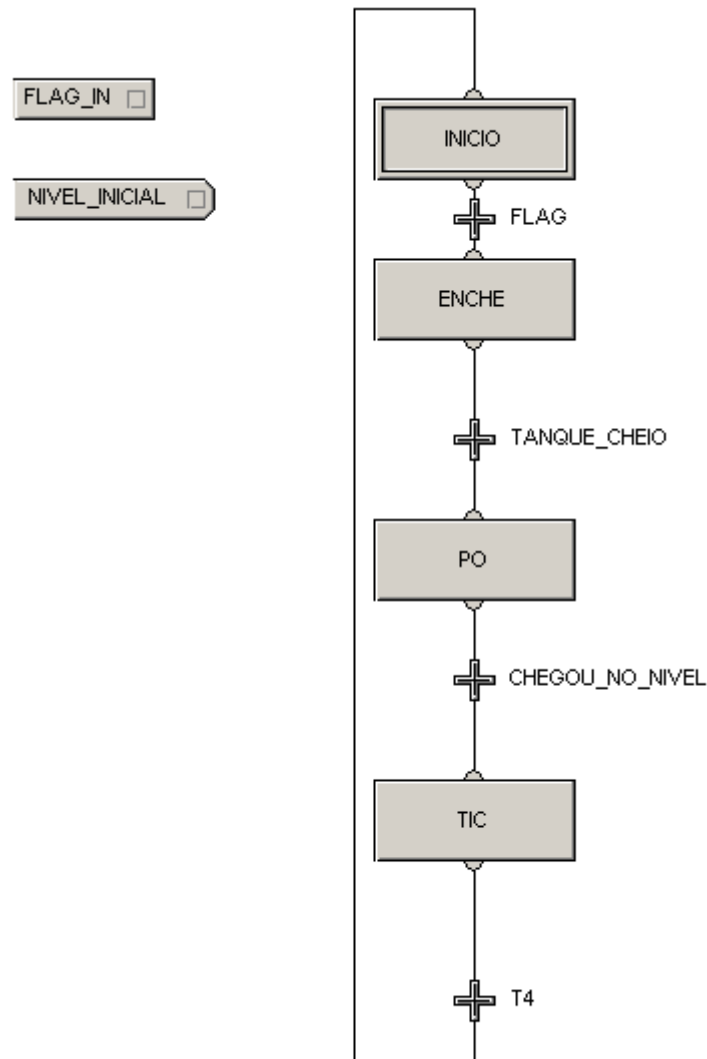 FLAG_IN
NIVEL_INICIAL
INICIO
FLAG
ENCHE
TANQUE_CHEIO
PO
CHEGOU_NO_NIVEL
TIC
T4